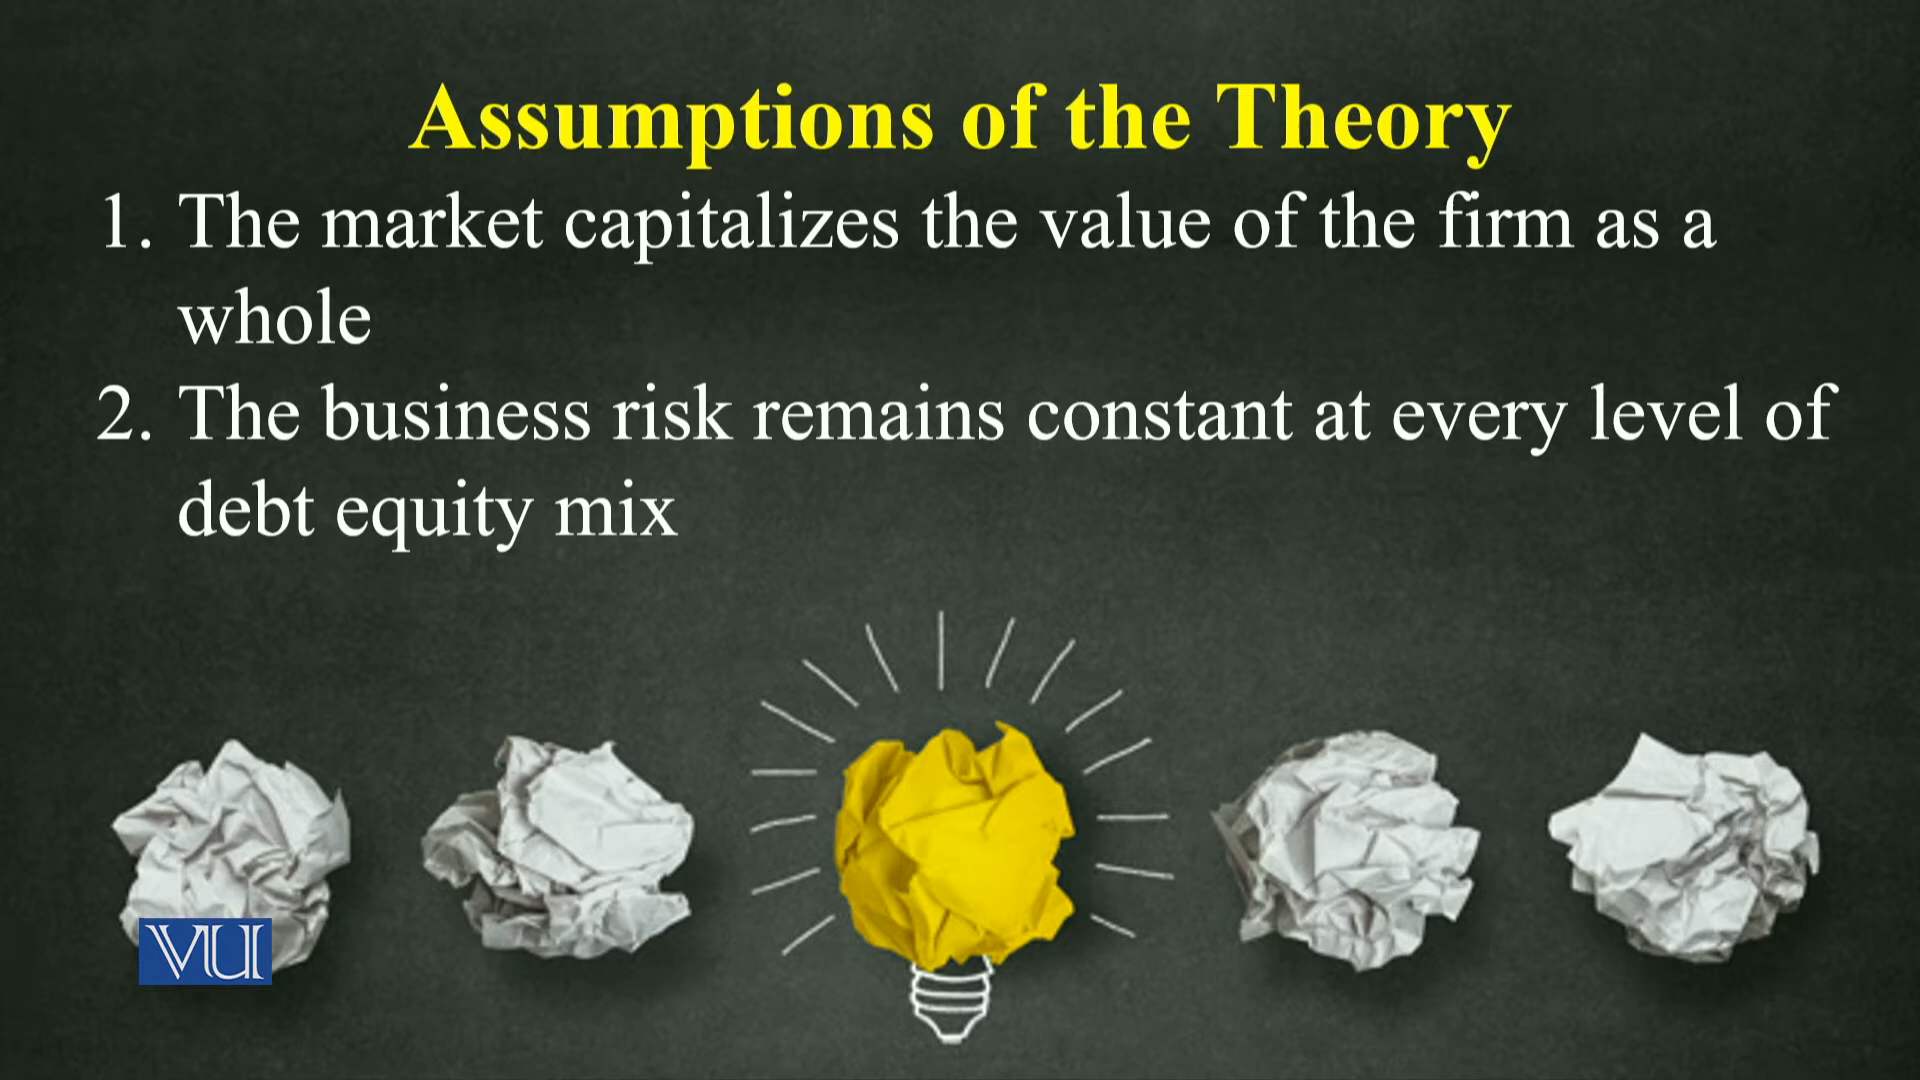 Assumptions of the Theory
1. The market capitalizes the value of the firm as a
whole
2. The business risk remains constant at every level of
debt equity mix
VU